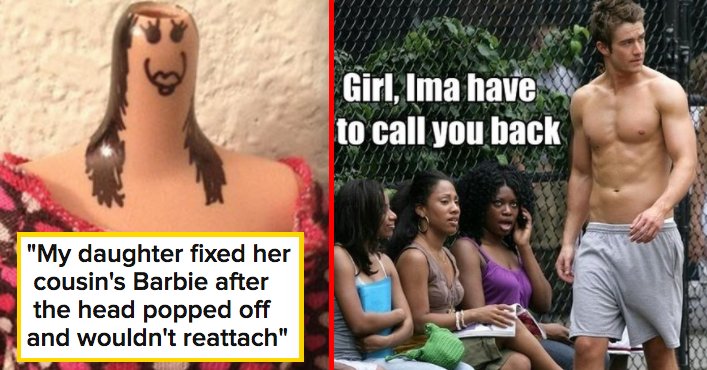 "My daughter fixed her
cousin's Barbie after
the head popped off
and wouldn't reattach"
Girl, Ima have
to call you back